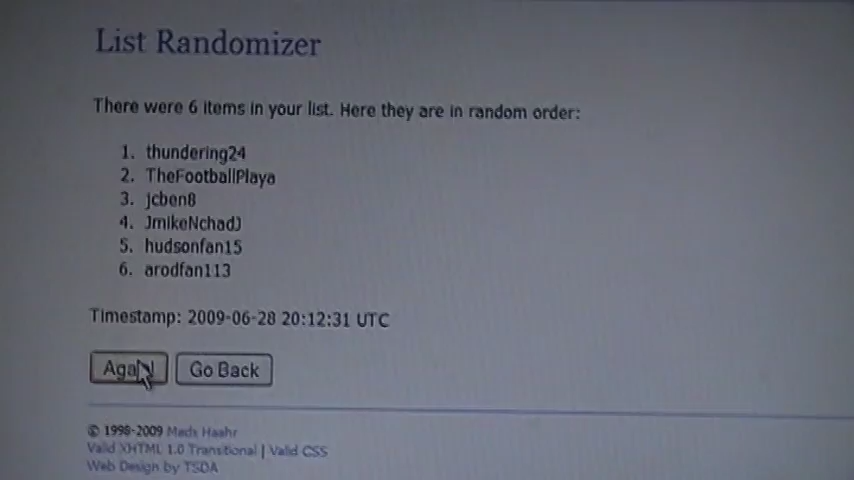 List Randomizer
There were 6 items in your list. Here they are in random order:
1. thundering24
2. TheFootballPlaya
3. jcben8
4. JmikeNchadJ
5. hudsonfan15
6. arodfan113
Timestamp: 2009-06-28 20:12:31 UTC
Again! Go Back
© 1998-2009 Mads Haahr
Valid XHTML 1.0 Transitional | Valid CSS
Web Design by TSDA